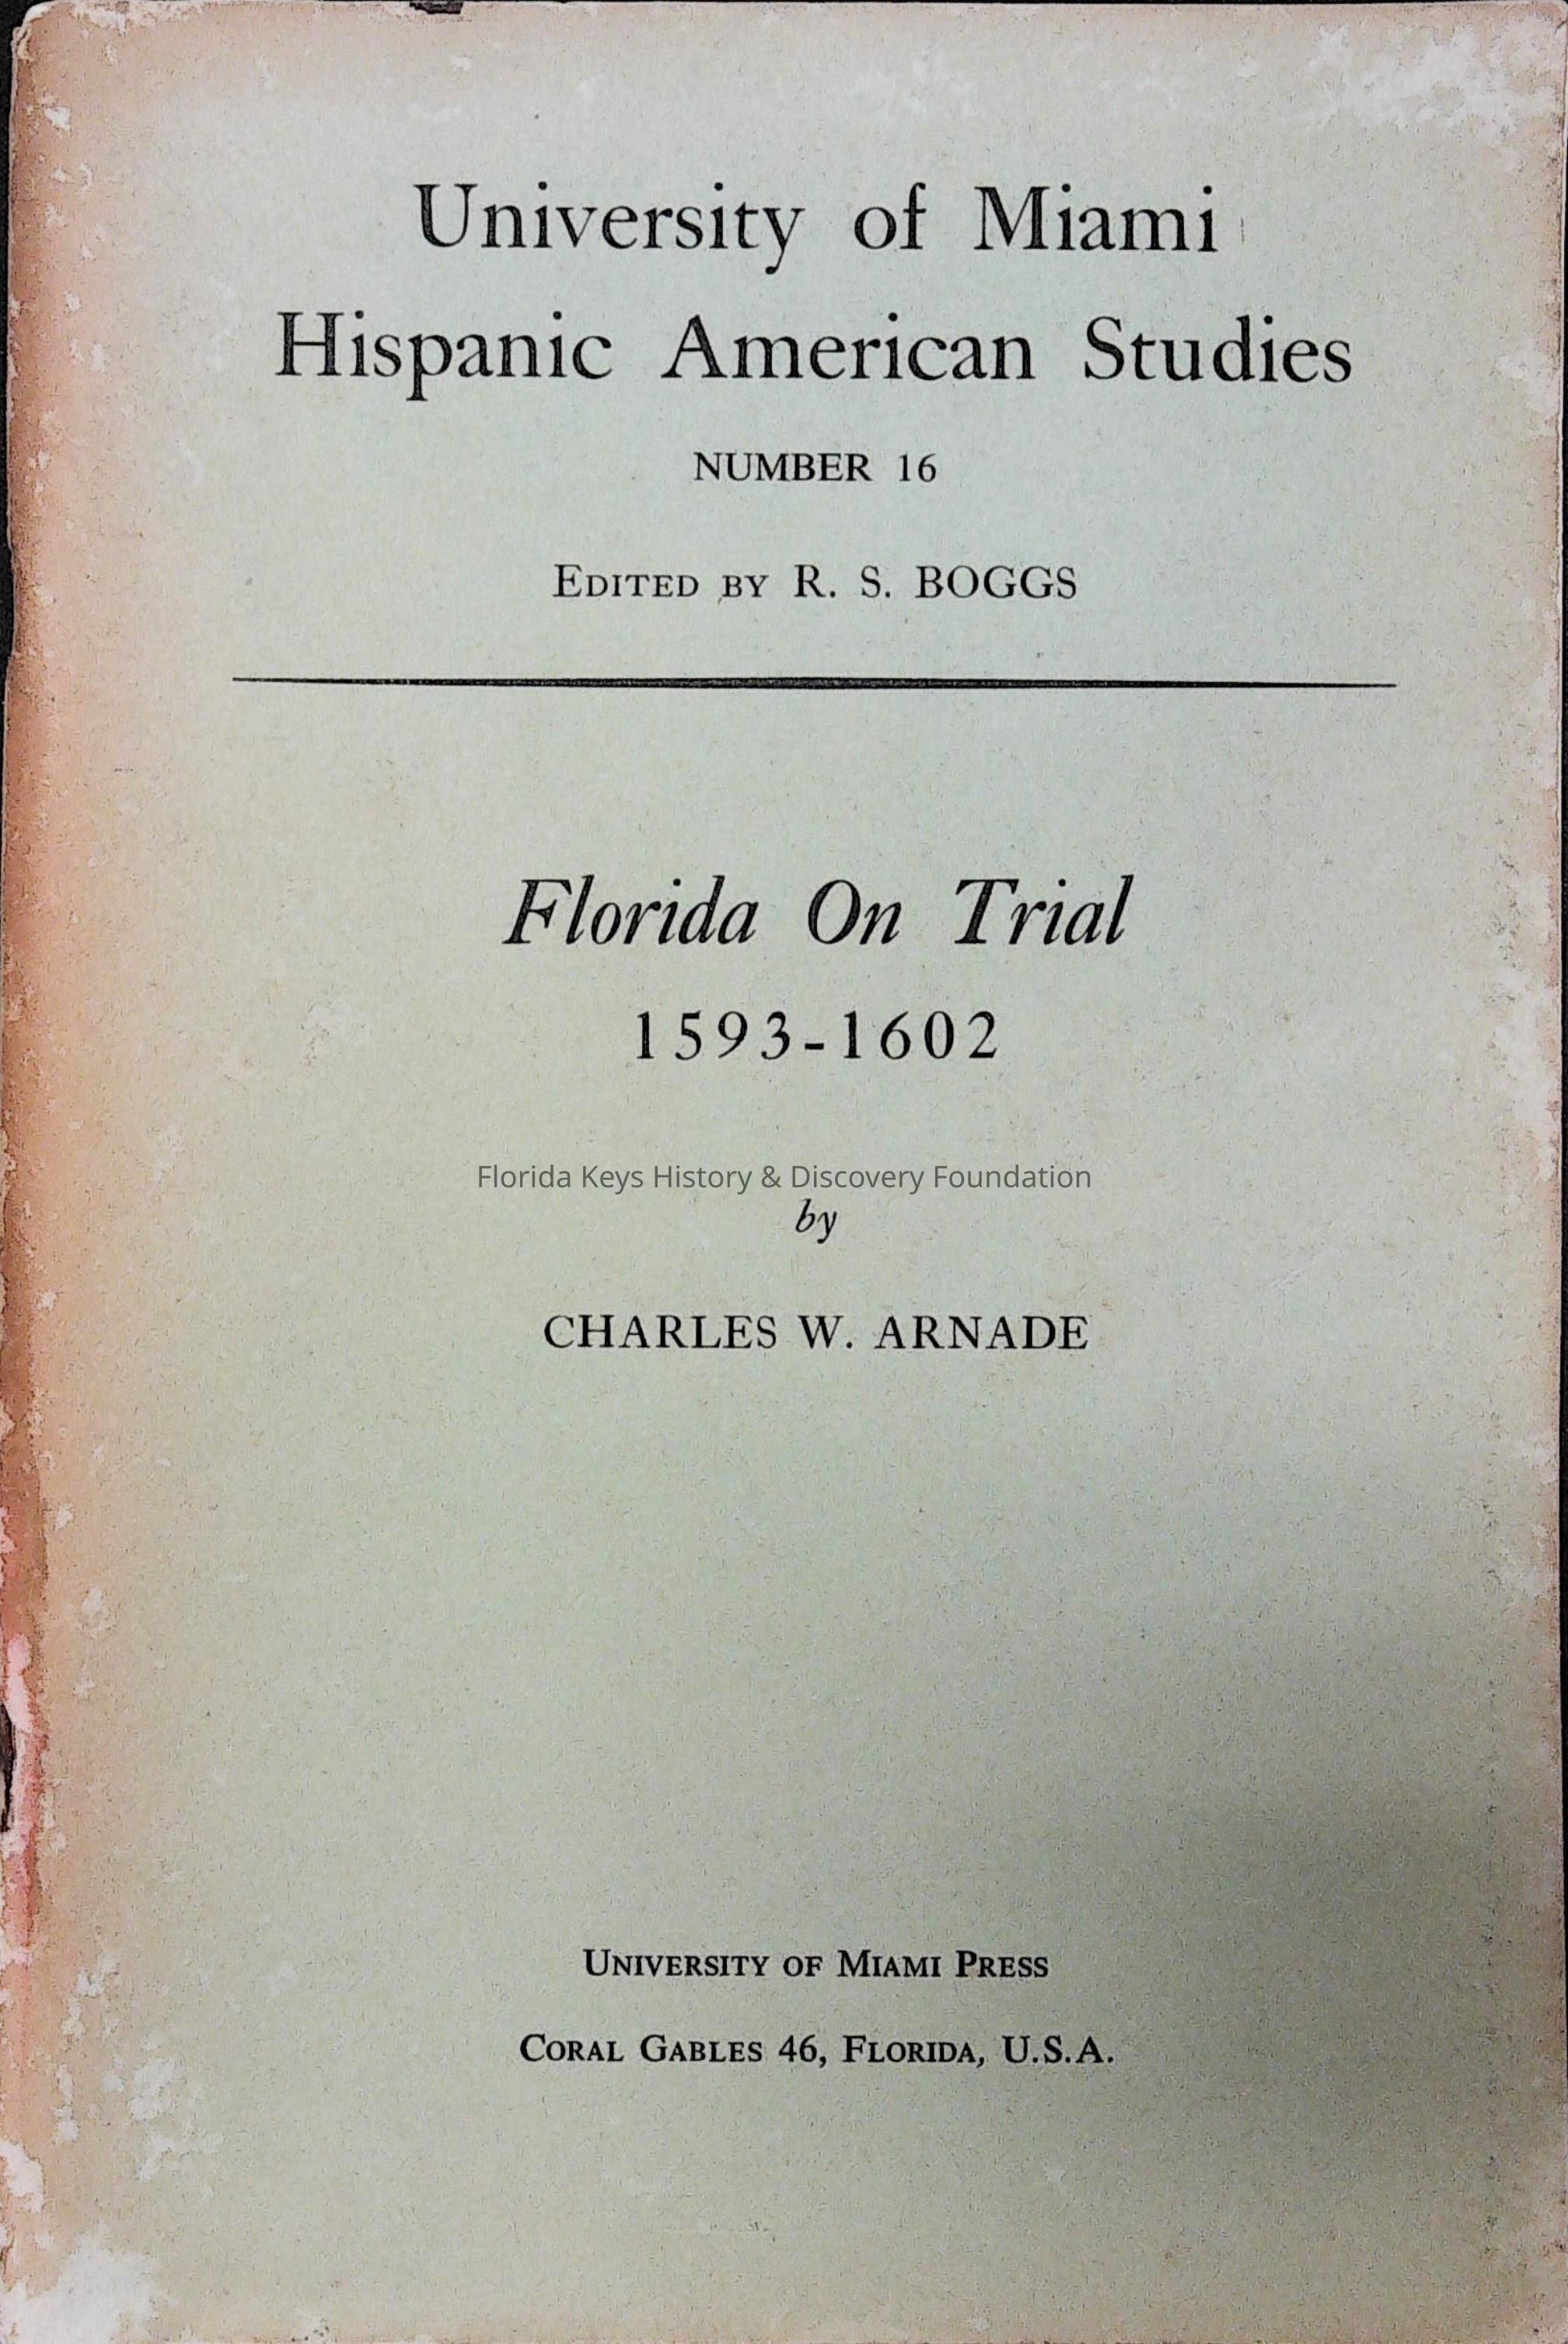 University of Miami
Hispanic American Studies
NUMBER 16
EDITED BY R. S. BOGGS
Florida On Trial
1593-1602
Florida Keys History & Discovery Foundation
by
CHARLES W. ARNADE
UNIVERSITY OF MIAMI PRESS
CORAL GABLES 46, FLORIDA, U.S.A.